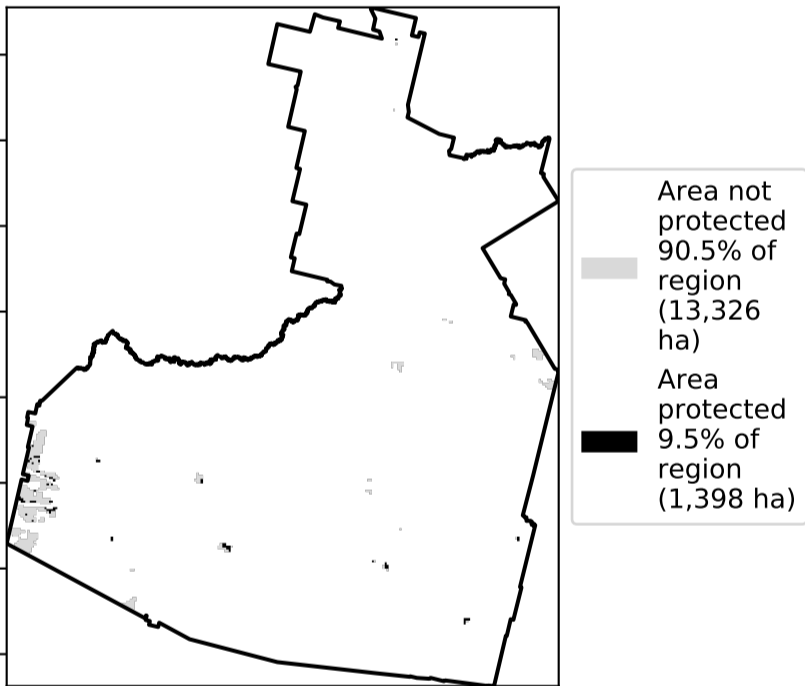 Area not
protected
90.5% of
region
(13,326
ha)
Area
protected
9.5% of
region
(1,398 ha)